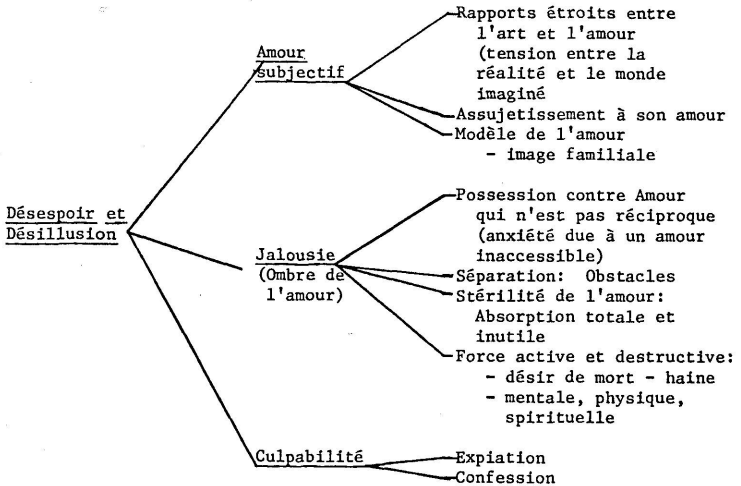 Rapports étroits entre
l'art et l'amour
(tension entre la
réalité et le monde
imaginé
Amour
subjectif
Assujetissement à son amour
Modèle de l'amour
- image familiale
Désespoir et
Désillusion
Possession contre Amour
qui n'est pas réciproque
(anxiété due à un amour
inaccessible)
Jalousie
(Ombre de
l'amour)
Séparation: Obstacles
Stérilité de l'amour:
Absorption totale et
inutile
Force active et destructive:
- désir de mort - haine
- mentale, physique,
spirituelle
Culpabilité
Expiation
Confession